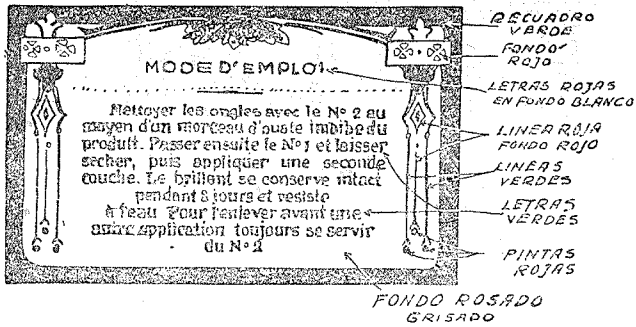 MODE D'EMPLOI
Nettoyer les ongles avec le Nº 2 au
moyen d'un morceau d'ouate imbibe du
produit. Passer ensuite le Nº 1 et laisser
secher, puis appliquer une seconde
couche. Le brillant se conserve intact
pendant 8 jours et resiste
à l'eau Pour l'enlever avant une
autre application toujours se servir
du Nº 2
RECUADRO
VERDE
FONDO
ROJO
LETRAS ROJAS
EN FONDO BLANCO
LINEA ROJA
FONDO ROJO
LINEAS
VERDES
LETRAS
VERDES
PINTAS
ROJAS
FONDO ROSADO
GRISADO